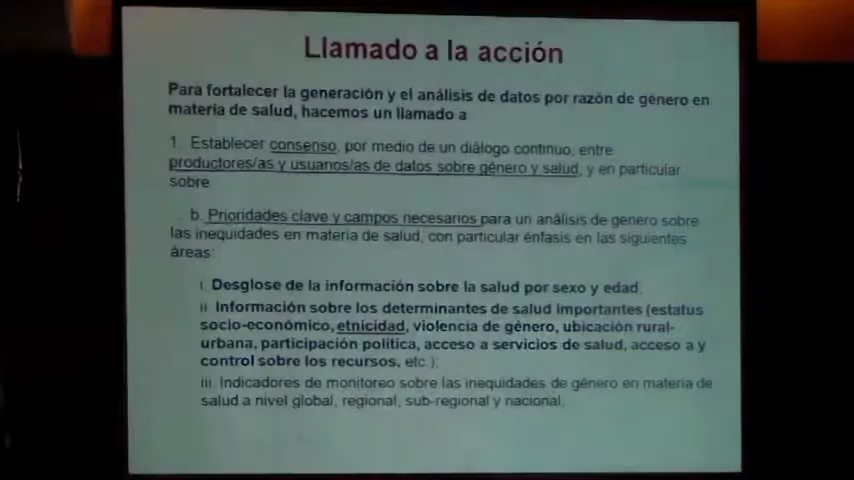 Llamado a la acción
Para fortalecer la generación y el análisis de datos por razón de género en
materia de salud, hacemos un llamado a
1. Establecer consenso, por medio de un diálogo continuo, entre
productores/as y usuarios/as de datos sobre género y salud, y en particular
sobre
b. Prioridades clave y campos necesarios para un análisis de genero sobre
las inequidades en materia de salud, con particular énfasis en las siguientes
áreas:
i. Desglose de la información sobre la salud por sexo y edad.
ii. Información sobre los determinantes de salud importantes (estatus
socio-económico, etnicidad, violencia de género, ubicación rural-
urbana, participación política, acceso a servicios de salud, acceso a y
control sobre los recursos, etc.);
iii. Indicadores de monitoreo sobre las inequidades de género en materia de
salud a nivel global, regional, sub-regional y nacional;